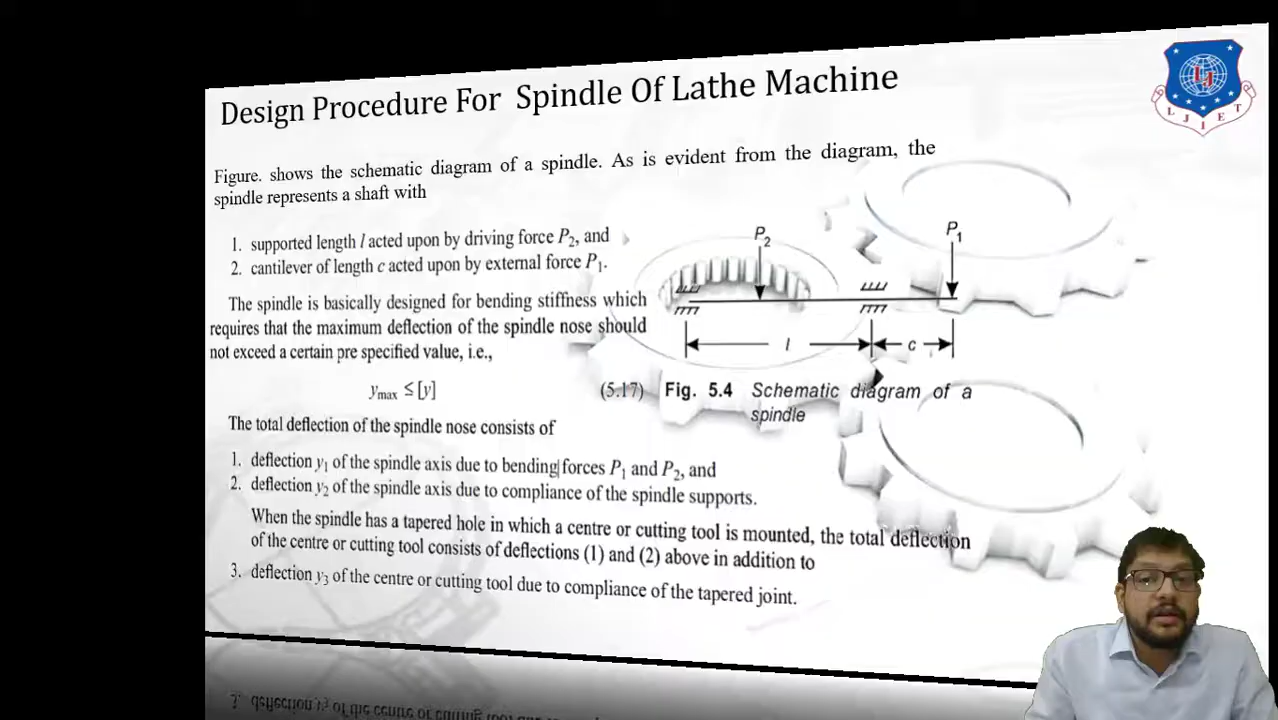 Design Procedure For Spindle Of Lathe Machine
L J I E T
Figure. shows the schematic diagram of a spindle. As is evident from the diagram, the
spindle represents a shaft with
1. supported length l acted upon by driving force P2, and
2. cantilever of length c acted upon by external force P1.
The spindle is basically designed for bending stiffness which
requires that the maximum deflection of the spindle nose should
not exceed a certain pre specified value, i.e.,
ymax ≤ [y] (5.17)
P2
P1
l
c
Fig. 5.4 Schematic diagram of a
spindle
The total deflection of the spindle nose consists of
1. deflection y1 of the spindle axis due to bending forces P1 and P2, and
2. deflection y2 of the spindle axis due to compliance of the spindle supports.
When the spindle has a tapered hole in which a centre or cutting tool is mounted, the total deflection
of the centre or cutting tool consists of deflections (1) and (2) above in addition to
3. deflection y3 of the centre or cutting tool due to compliance of the tapered joint.